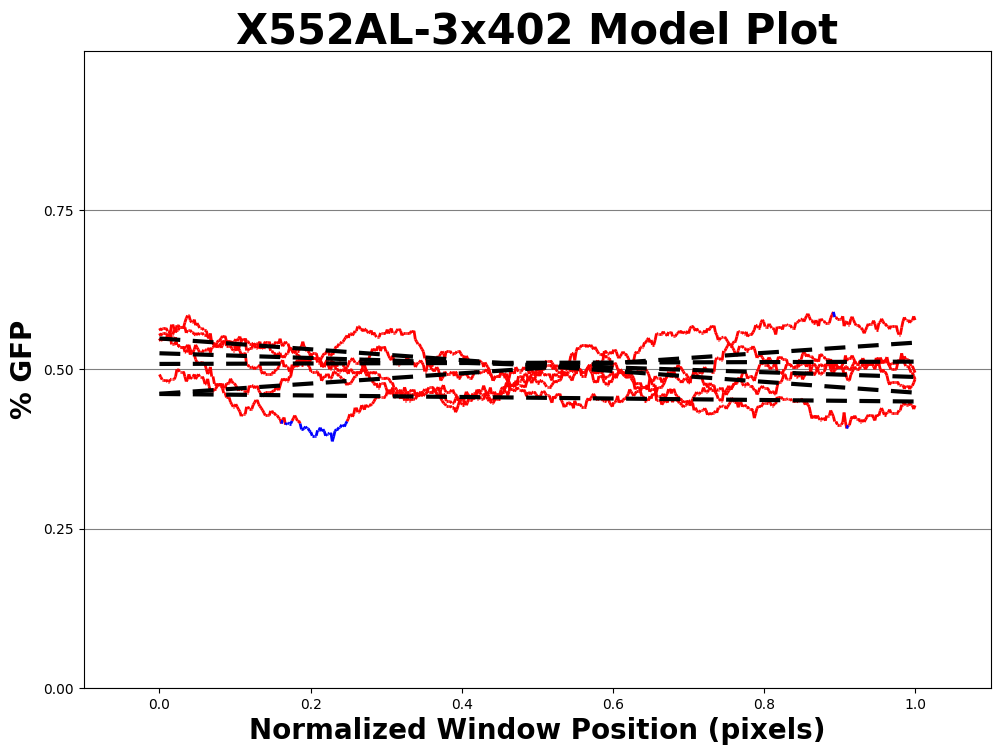 X552AL-3x402 Model Plot
% GFP
0.75
0.50
0.25
0.00
0.0 0.2 0.4 0.6 0.8 1.0
Normalized Window Position (pixels)